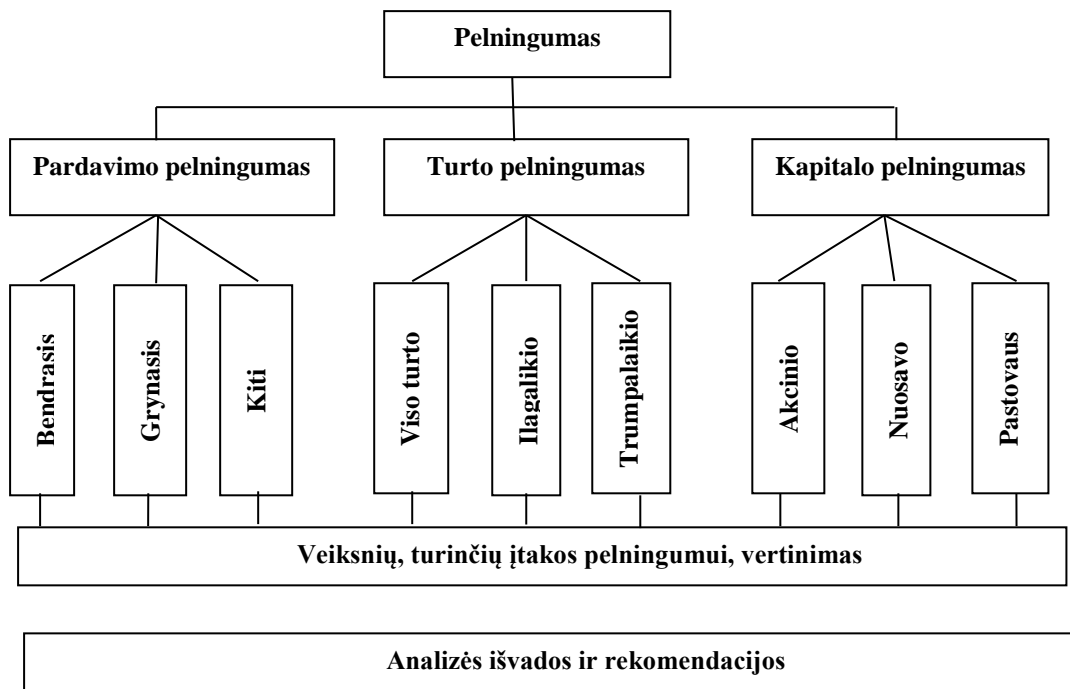 Pelningumas
Pardavimo pelningumas
Turto pelningumas
Kapitalo pelningumas
Bendrasis
Grynasis
Kiti
Viso turto
Ilagalikio
Trumpalaikio
Akcinio
Nuosavo
Pastovaus
Veiksnių, turinčių įtakos pelningumui, vertinimas
Analizės išvados ir rekomendacijos